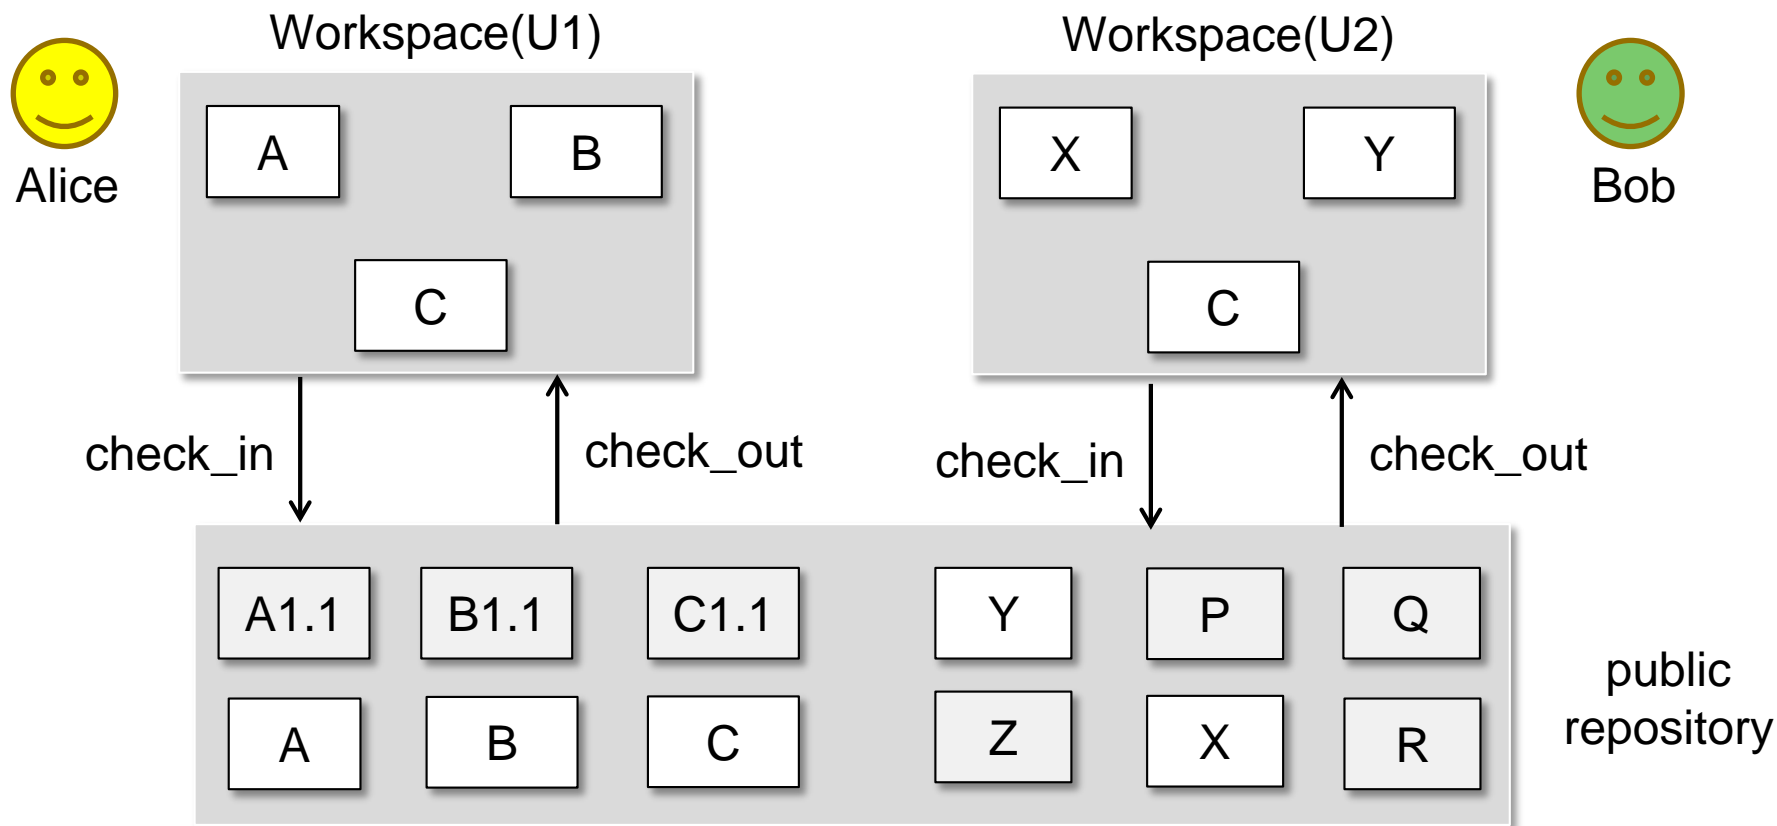 Workspace(U1)
Workspace(U2)
Alice
A
B
C
X
Y
C
Bob
check_in
check_out
check_in
check_out
A1.1
B1.1
C1.1
Y
P
Q
A
B
C
Z
X
R
public
repository